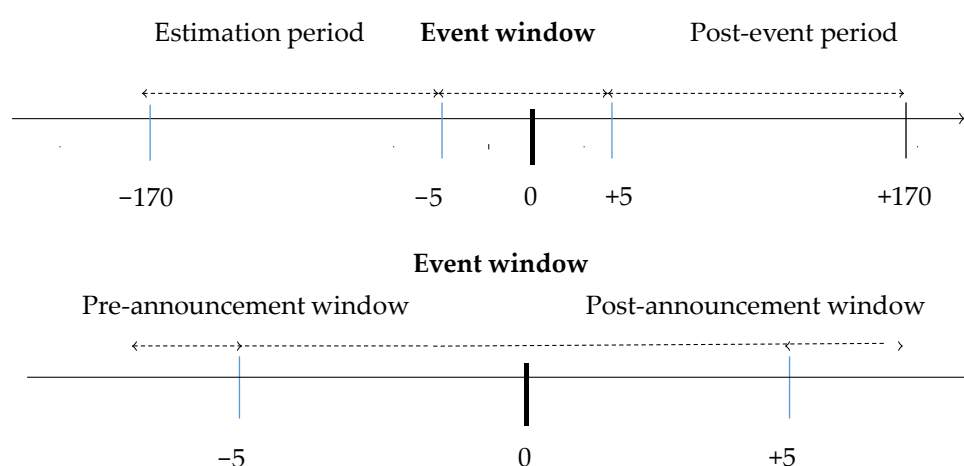 Estimation period Event window Post-event period
−170 −5 0 +5 +170
Event window
Pre-announcement window Post-announcement window
−5 0 +5